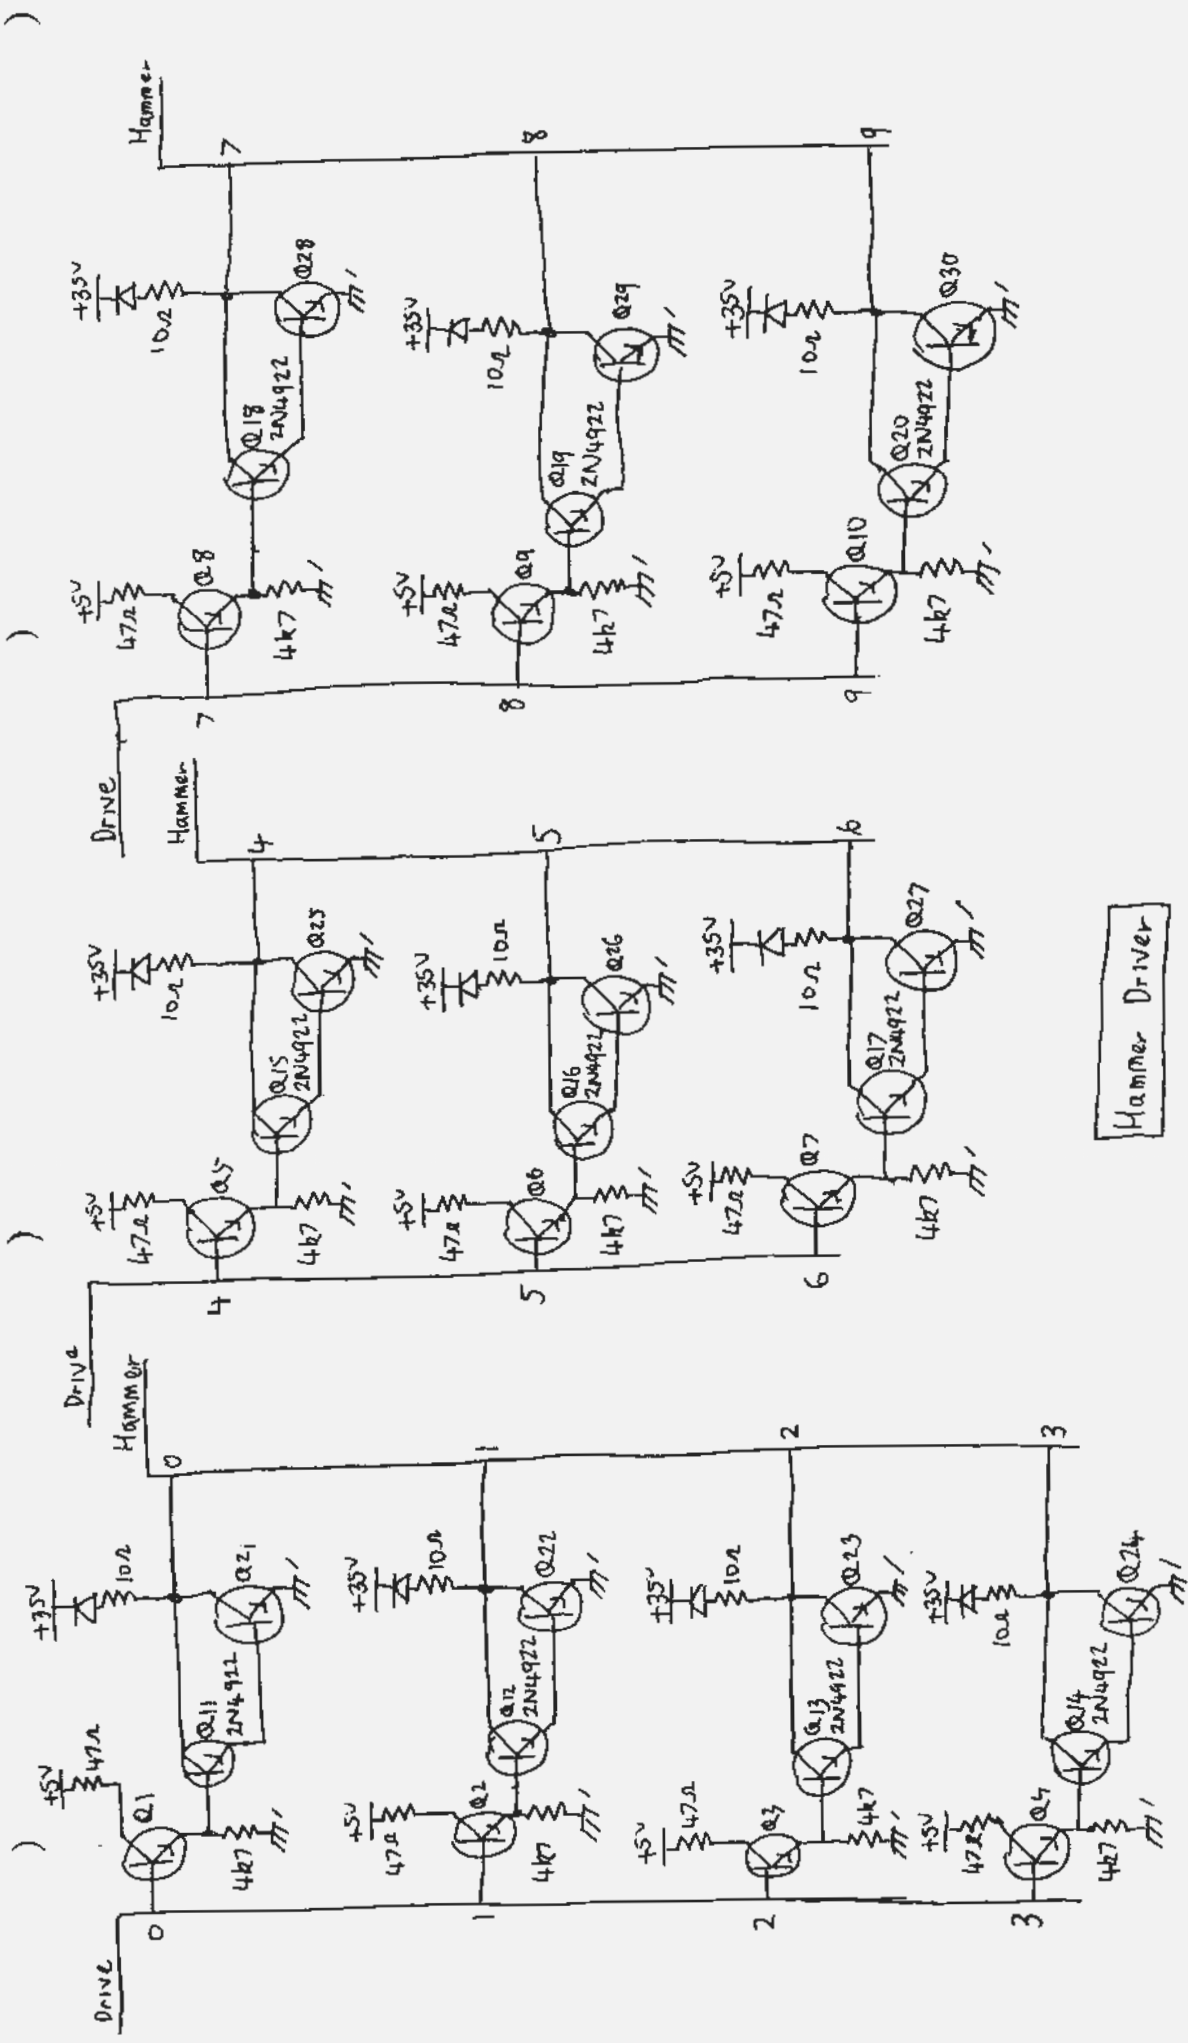 Drive
Hammer
0
+5V
47Ω
Q1
4k7
Q11
2N4922
+35V
10Ω
Q21
0
1
+5V
47Ω
Q2
4k7
Q12
2N4922
+35V
10Ω
Q22
1
2
+5V
47Ω
Q3
4k7
Q13
2N4922
+35V
10Ω
Q23
2
3
+5V
47Ω
Q4
4k7
Q14
2N4922
+35V
10Ω
Q24
3
Drive
Hammer
4
+5V
47Ω
Q5
4k7
Q15
2N4922
+35V
10Ω
Q25
4
5
+5V
47Ω
Q6
4k7
Q16
2N4922
+35V
10Ω
Q26
5
6
+5V
47Ω
Q7
4k7
Q17
2N4922
+35V
10Ω
Q27
6
Drive
Hammer
7
+5V
47Ω
Q8
4k7
Q18
2N4922
+35V
10Ω
Q28
7
8
+5V
47Ω
Q9
4k7
Q19
2N4922
+35V
10Ω
Q29
8
9
+5V
47Ω
Q10
4k7
Q20
2N4922
+35V
10Ω
Q30
9
Hammer Driver